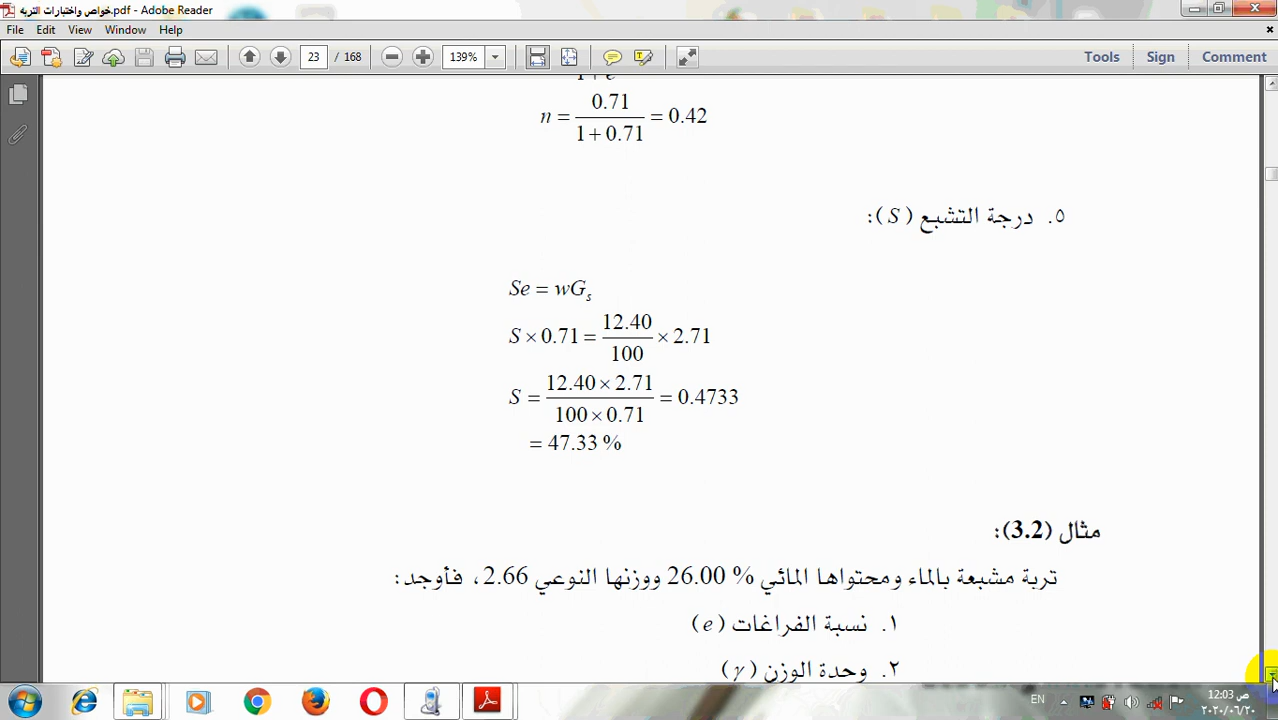 خواص واختبارات التربه.pdf - Adobe Reader
File Edit View Window Help
23 / 168 139% Tools Sign Comment
n = 0.71 / 1 + 0.71 = 0.42
٥. درجة التشبع (S):
Se = wGs
S × 0.71 = 12.40 / 100 × 2.71
S = 12.40 × 2.71 / 100 × 0.71 = 0.4733
= 47.33 %
مثال (3.2):
تربة مشبعة بالماء ومحتواها المائي % 26.00 ووزنها النوعي 2.66، فأوجد:
١. نسبة الفراغات (e)
٢. وحدة الوزن (γ)
EN
12:03 ص
٢٠٢٠/٠٦/٢٠